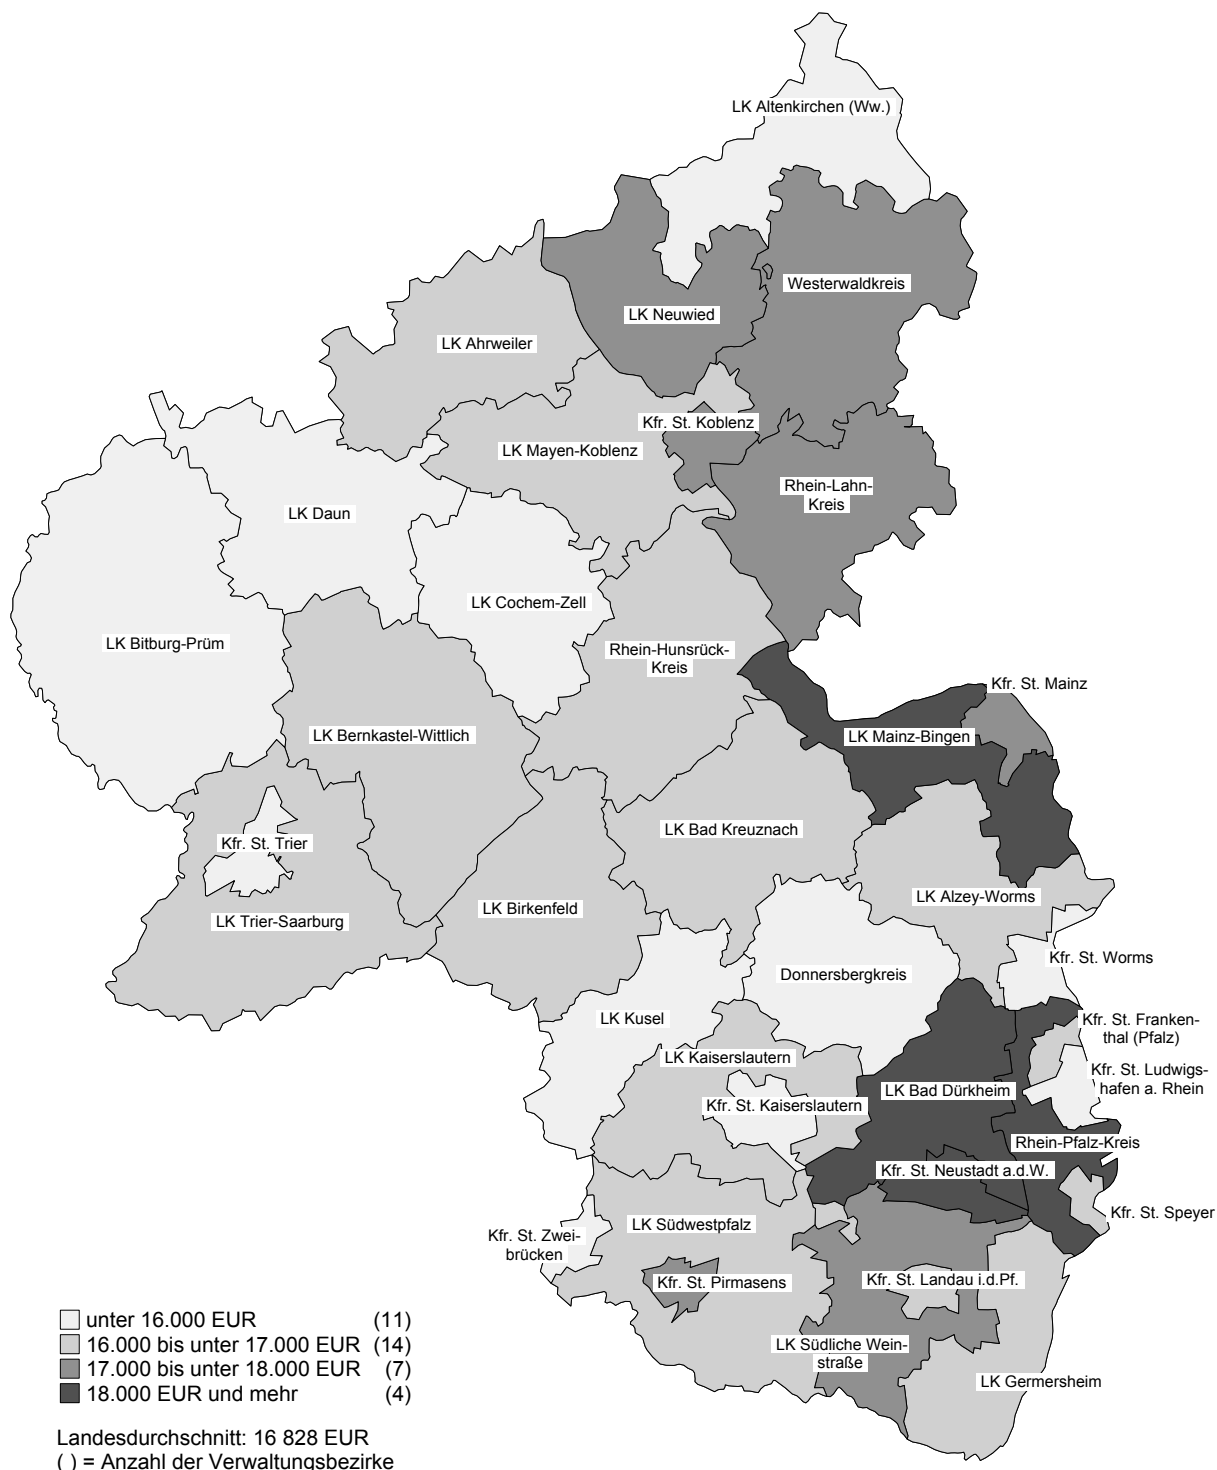 LK Altenkirchen (Ww.)
Westerwaldkreis
LK Neuwied
LK Ahrweiler
Kfr. St. Koblenz
LK Mayen-Koblenz
Rhein-Lahn-
Kreis
LK Daun
LK Cochem-Zell
LK Bitburg-Prüm
Rhein-Hunsrück-
Kreis
Kfr. St. Mainz
LK Bernkastel-Wittlich
LK Mainz-Bingen
LK Bad Kreuznach
Kfr. St. Trier
LK Alzey-Worms
LK Birkenfeld
LK Trier-Saarburg
Kfr. St. Worms
Donnersbergkreis
LK Kusel
Kfr. St. Franken-
thal (Pfalz)
LK Kaiserslautern
Kfr. St. Ludwigs-
hafen a. Rhein
LK Bad Dürkheim
Kfr. St. Kaiserslautern
Rhein-Pfalz-Kreis
Kfr. St. Neustadt a.d.W.
Kfr. St. Speyer
LK Südwestpfalz
Kfr. St. Zwei-
brücken
Kfr. St. Pirmasens
Kfr. St. Landau i.d.Pf.
LK Südliche Wein-
straße
LK Germersheim
unter 16.000 EUR (11)
16.000 bis unter 17.000 EUR (14)
17.000 bis unter 18.000 EUR (7)
18.000 EUR und mehr (4)
Landesdurchschnitt: 16 828 EUR
( ) = Anzahl der Verwaltungsbezirke